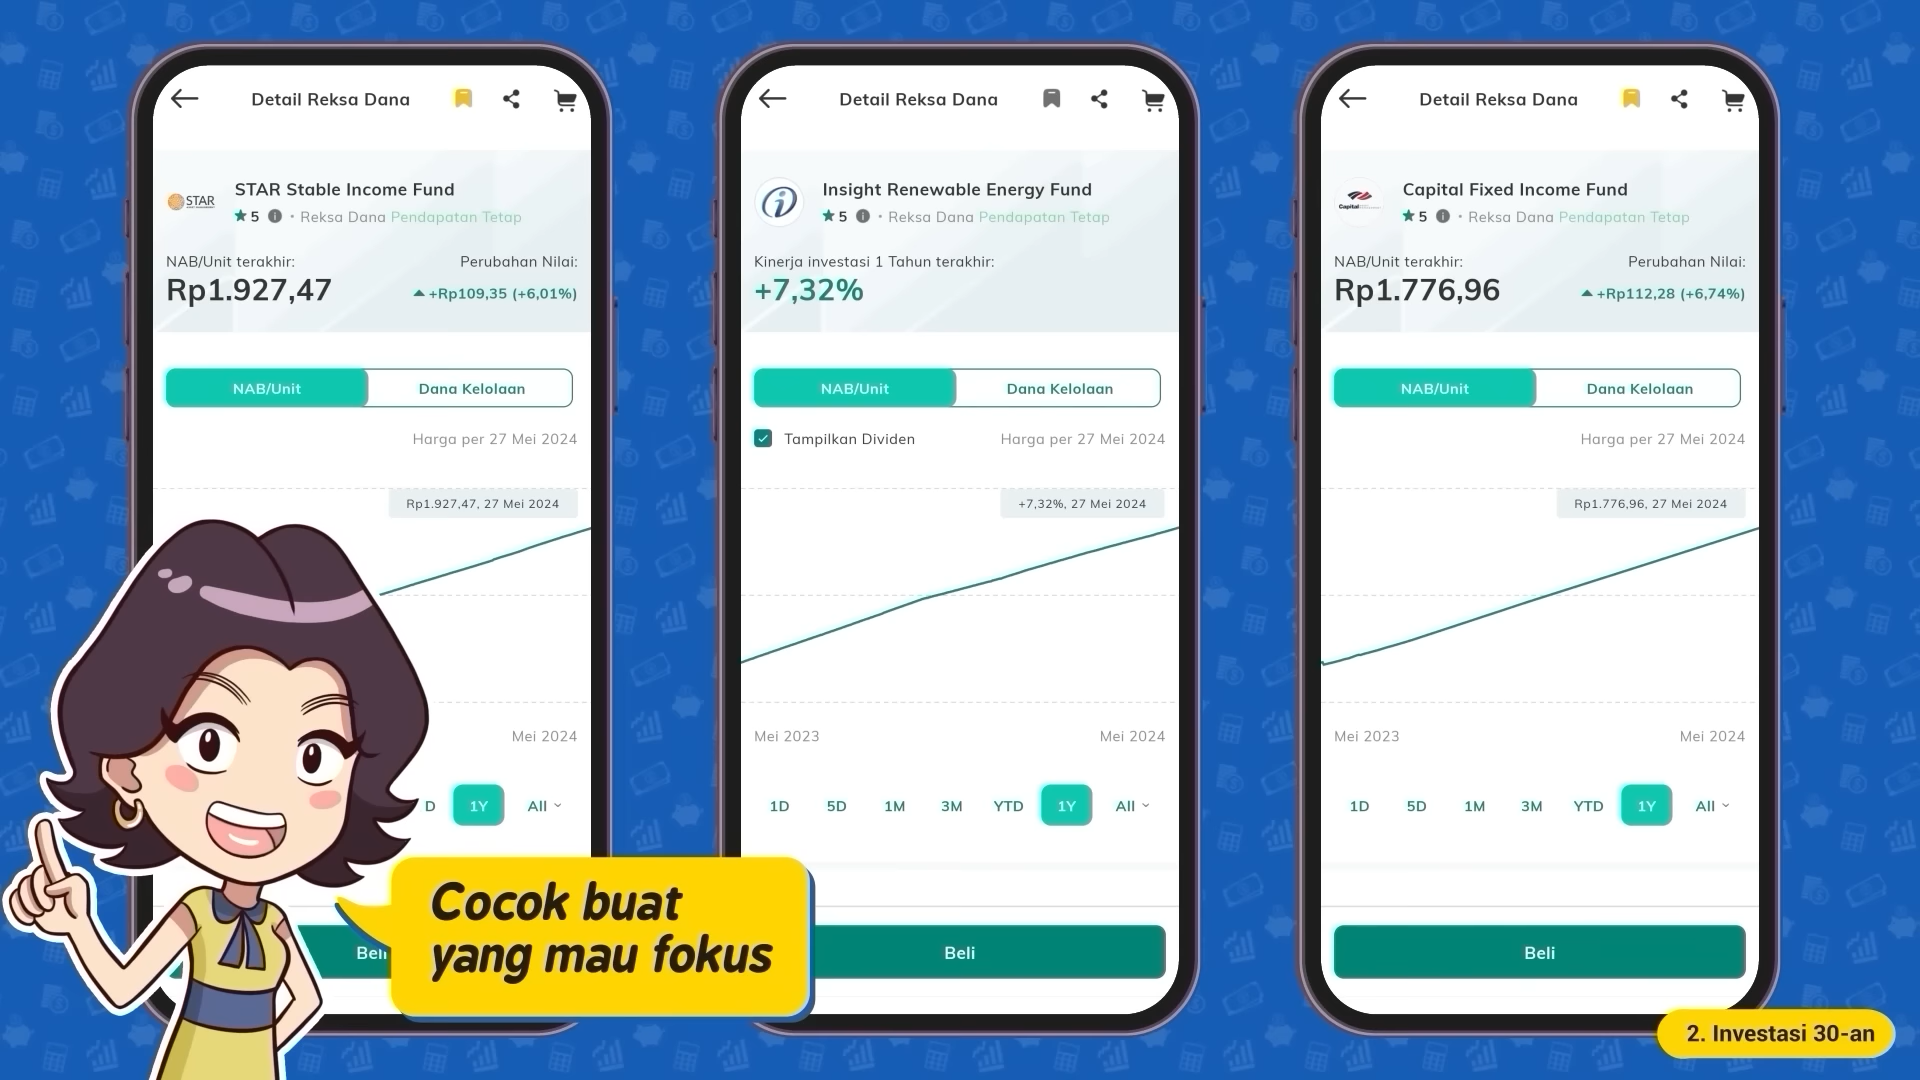 Detail Reksa Dana
STAR
STAR Stable Income Fund
5 • Reksa Dana Pendapatan Tetap
NAB/Unit terakhir:
Perubahan Nilai:
Rp1.927,47
+Rp109,35 (+6,01%)
NAB/Unit
Dana Kelolaan
Harga per 27 Mei 2024
Rp1.927,47, 27 Mei 2024
Mei 2024
D
1Y
All
Beli
Detail Reksa Dana
Insight Renewable Energy Fund
5 • Reksa Dana Pendapatan Tetap
Kinerja investasi 1 Tahun terakhir:
+7,32%
NAB/Unit
Dana Kelolaan
Tampilkan Dividen
Harga per 27 Mei 2024
+7,32%, 27 Mei 2024
Mei 2023
Mei 2024
1D 5D 1M 3M YTD 1Y All
Beli
Detail Reksa Dana
Capital
Capital Fixed Income Fund
5 • Reksa Dana Pendapatan Tetap
NAB/Unit terakhir:
Perubahan Nilai:
Rp1.776,96
+Rp112,28 (+6,74%)
NAB/Unit
Dana Kelolaan
Harga per 27 Mei 2024
Rp1.776,96, 27 Mei 2024
Mei 2023
Mei 2024
1D 5D 1M 3M YTD 1Y All
Beli
Cocok buat
yang mau fokus
2. Investasi 30-an